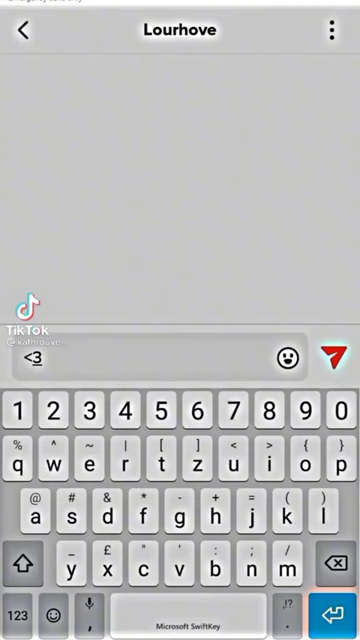 Lourhove
TikTok
<3
1 2 3 4 5 6 7 8 9 0
% ^ ~ | [ ] < > { }
q w e r t z u i o p
@ # & * - + = ( )
a s d f g h j k l
_ £ " ' : ; /
y x c v b n m
123 , Microsoft SwiftKey ,!? .